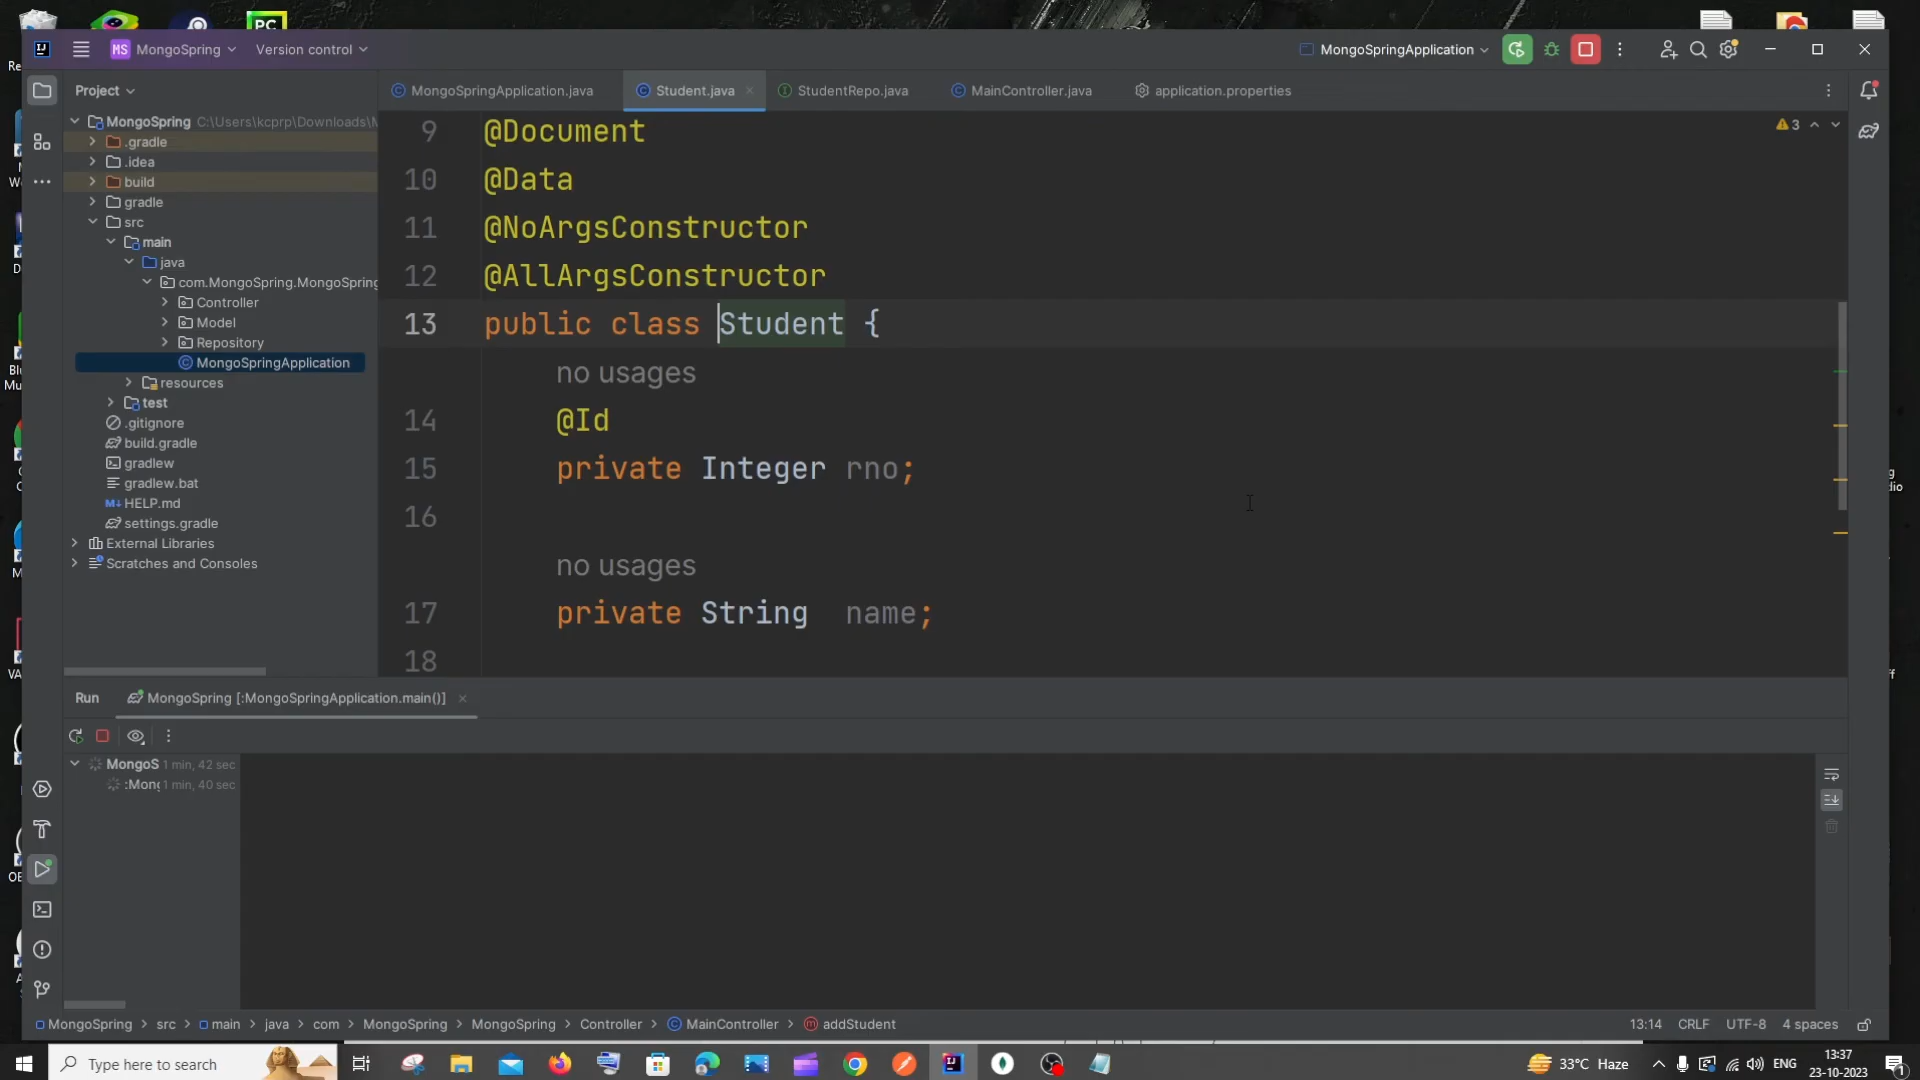 PC
MS MongoSpring
Version control
MongoSpringApplication
Project
MongoSpringApplication.java
Student.java
StudentRepo.java
MainController.java
application.properties
MongoSpring C:\Users\kcprp\Downloads\
.gradle
.idea
build
gradle
src
main
java
com.MongoSpring.MongoSpring
Controller
Model
Repository
MongoSpringApplication
resources
test
.gitignore
build.gradle
gradlew
gradlew.bat
HELP.md
settings.gradle
External Libraries
Scratches and Consoles
3
9 @Document
10 @Data
11 @NoArgsConstructor
12 @AllArgsConstructor
13 public class Student {
no usages
14 @Id
15 private Integer rno;
16
no usages
17 private String name;
18
Run MongoSpring [:MongoSpringApplication.main()]
MongoS 1 min, 42 sec
:Mong 1 min, 40 sec
MongoSpring > src > main > java > com > MongoSpring > MongoSpring > Controller > MainController > addStudent
13:14 CRLF UTF-8 4 spaces
Type here to search
33°C Haze
ENG
13:37
23-10-2023
1